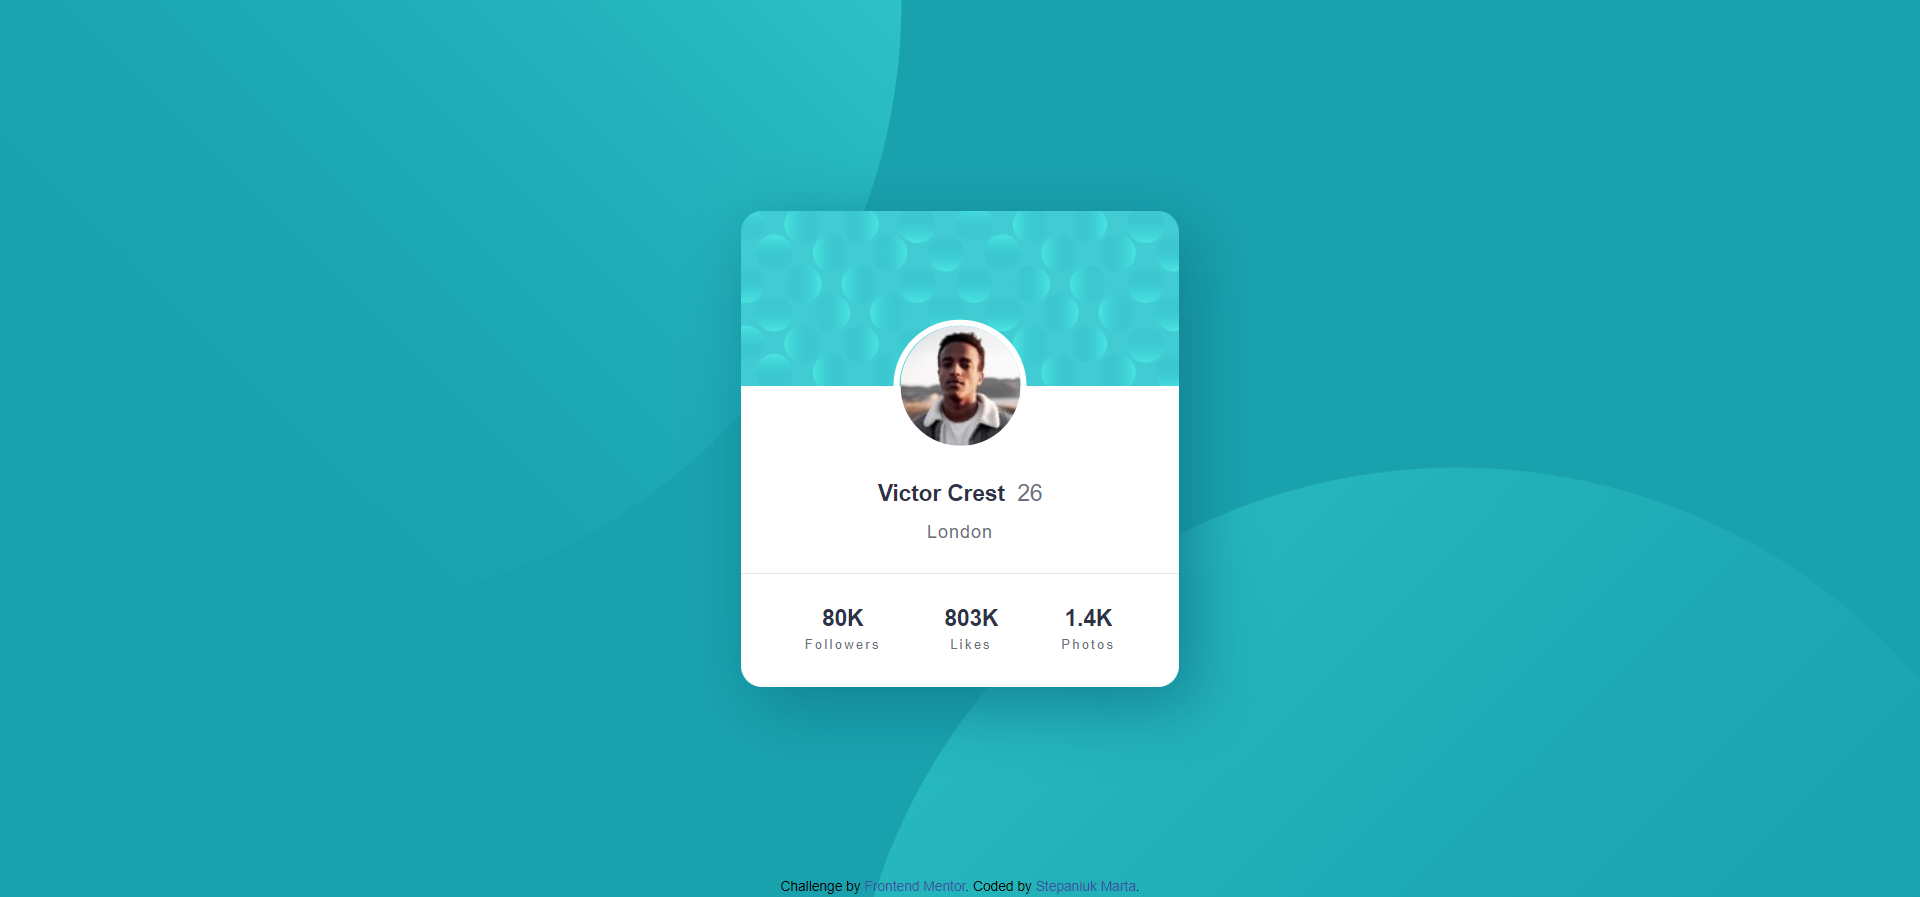 Victor Crest 26
London
80K 803K 1.4K
Followers Likes Photos
Challenge by Frontend Mentor. Coded by Stepaniuk Marta.